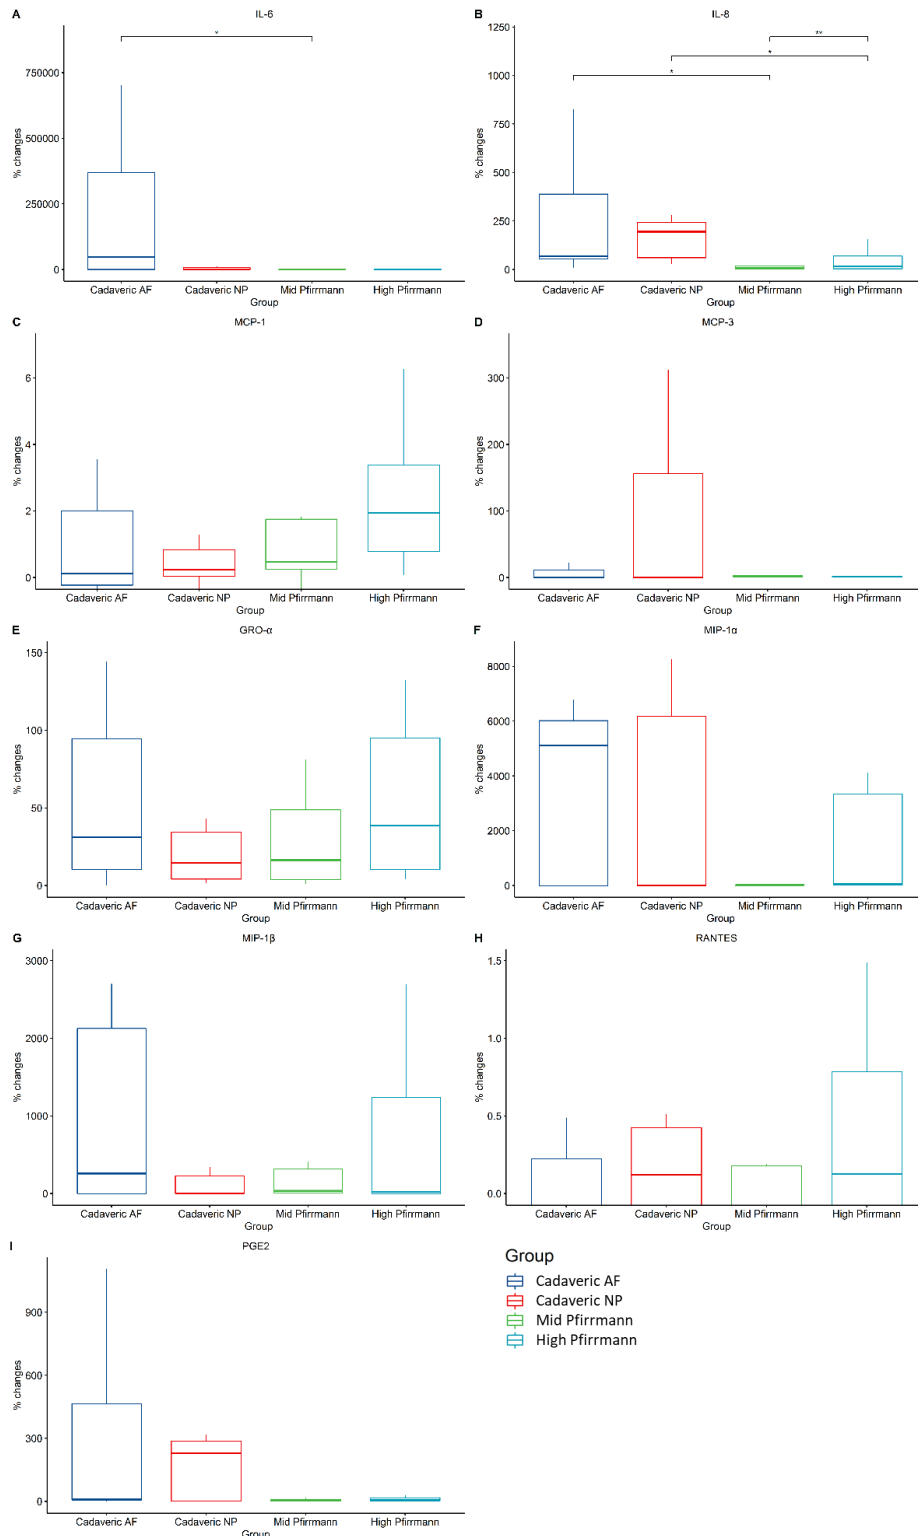 A
IL-6
% changes
750000
500000
250000
0
*
Cadaveric AF
Cadaveric NP
Mid Pfirrmann
High Pfirrmann
Group
B
IL-8
% changes
1250
1000
750
500
250
0
**
*
*
Cadaveric AF
Cadaveric NP
Mid Pfirrmann
High Pfirrmann
Group
C
MCP-1
% changes
6
4
2
0
Cadaveric AF
Cadaveric NP
Mid Pfirrmann
High Pfirrmann
Group
D
MCP-3
% changes
300
200
100
0
Cadaveric AF
Cadaveric NP
Mid Pfirrmann
High Pfirrmann
Group
E
GRO-α
% changes
150
100
50
0
Cadaveric AF
Cadaveric NP
Mid Pfirrmann
High Pfirrmann
Group
F
MIP-1α
% changes
8000
6000
4000
2000
0
Cadaveric AF
Cadaveric NP
Mid Pfirrmann
High Pfirrmann
Group
G
MIP-1β
% changes
3000
2000
1000
0
Cadaveric AF
Cadaveric NP
Mid Pfirrmann
High Pfirrmann
Group
H
RANTES
% changes
1.5
1.0
0.5
0.0
Cadaveric AF
Cadaveric NP
Mid Pfirrmann
High Pfirrmann
Group
I
PGE2
% changes
900
600
300
0
Cadaveric AF
Cadaveric NP
Mid Pfirrmann
High Pfirrmann
Group
Group
Cadaveric AF
Cadaveric NP
Mid Pfirrmann
High Pfirrmann